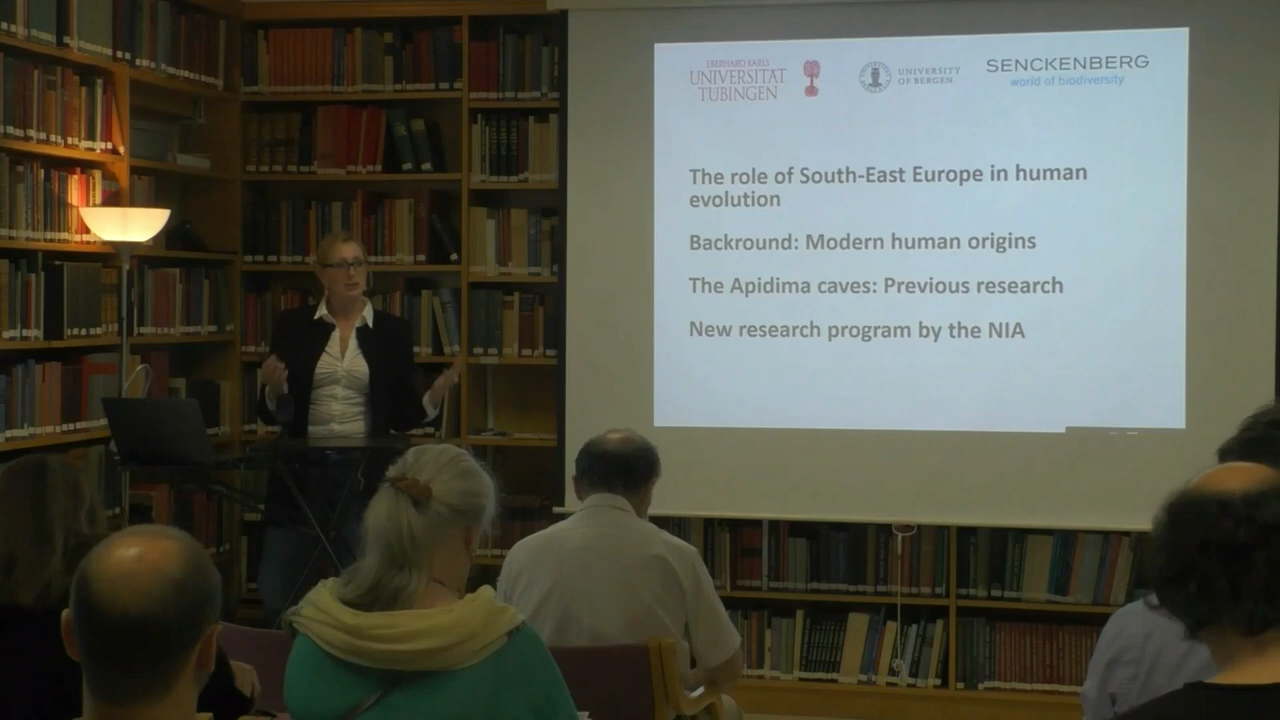 EBERHARD KARLS
UNIVERSITÄT
TÜBINGEN
UNIVERSITY
OF BERGEN
SENCKENBERG
world of biodiversity
The role of South-East Europe in human
evolution
Backround: Modern human origins
The Apidima caves: Previous research
New research program by the NIA